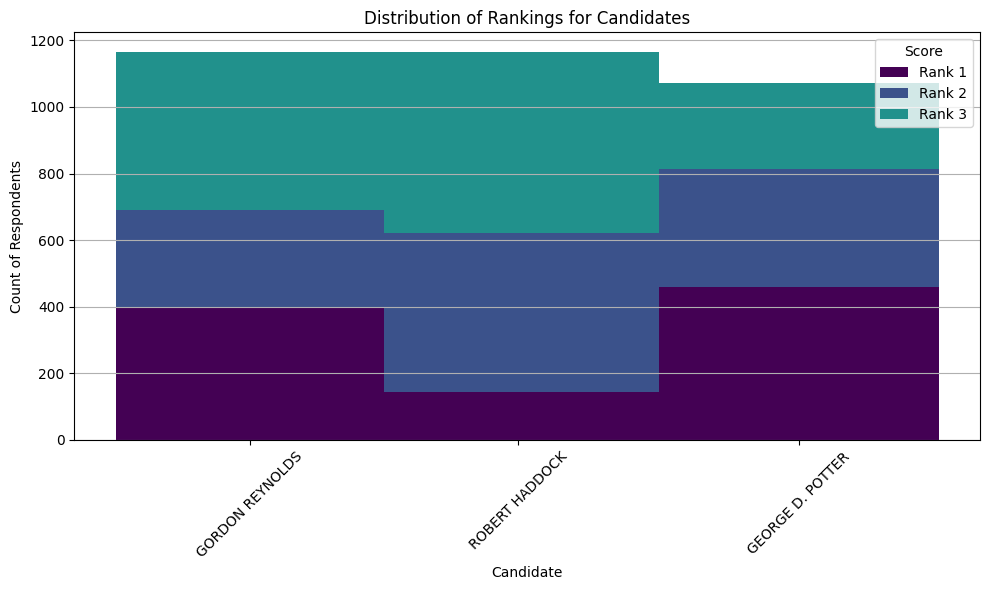 Distribution of Rankings for Candidates
Count of Respondents
1200
1000
800
600
400
200
0
Score
Rank 1
Rank 2
Rank 3
GORDON REYNOLDS
ROBERT HADDOCK
GEORGE D. POTTER
Candidate